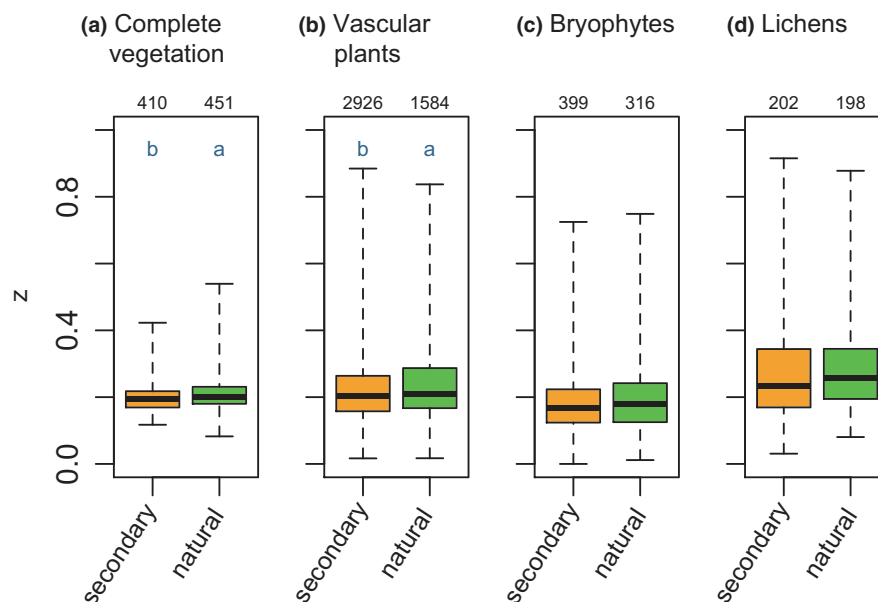 (a) Complete vegetation
(b) Vascular plants
(c) Bryophytes
(d) Lichens
410 451
2926 1584
399 316
202 198
b a
b a
z
0.8
0.4
0.0
secondary
natural
secondary
natural
secondary
natural
secondary
natural